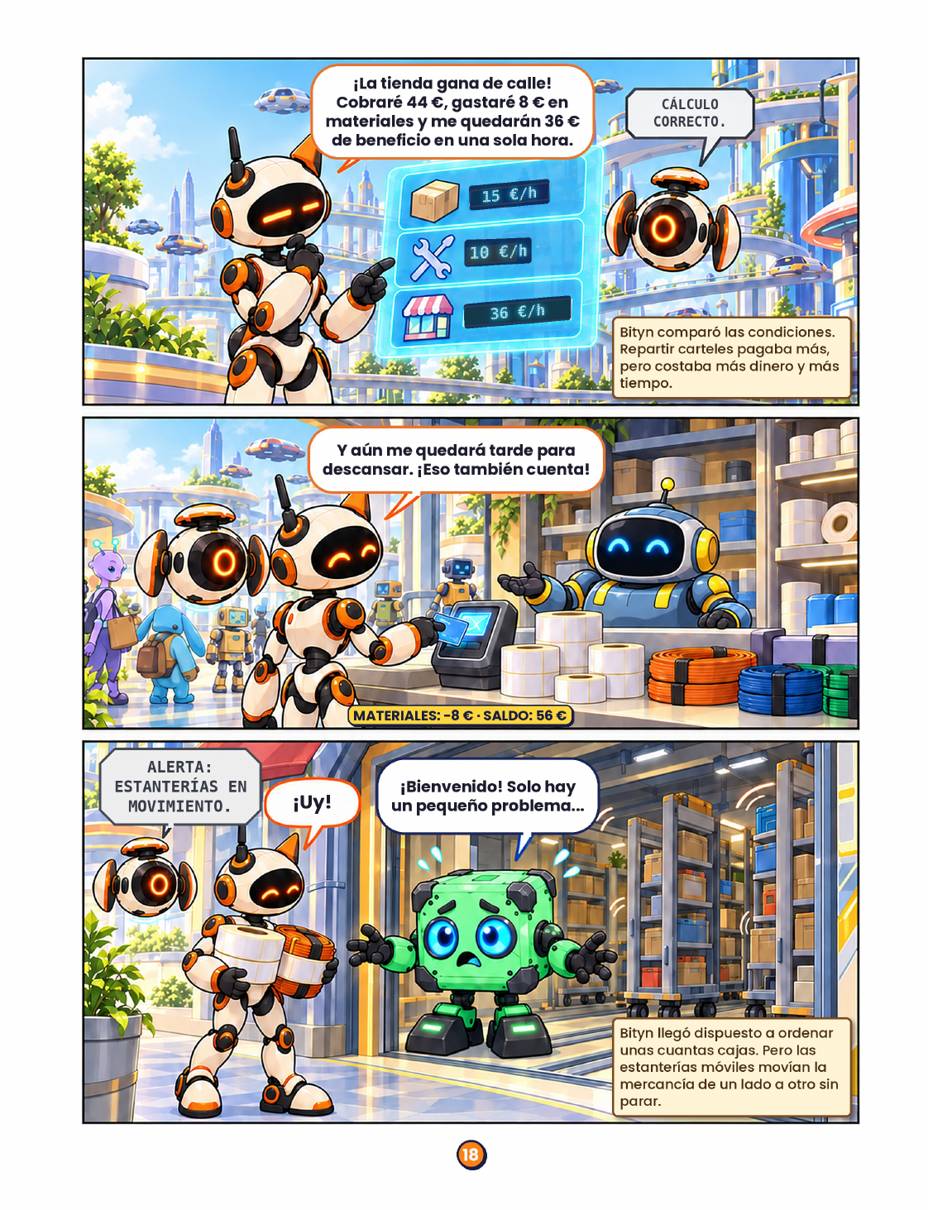 ¡La tienda gana de calle!
Cobraré 44 €, gastaré 8 € en
materiales y me quedarán 36 €
de beneficio en una sola hora.
CÁLCULO
CORRECTO.
15 €/h
10 €/h
36 €/h
Bityn comparó las condiciones.
Repartir carteles pagaba más,
pero costaba más dinero y más
tiempo.
Y aún me quedará tarde para
descansar. ¡Eso también cuenta!
MATERIALES: -8 € · SALDO: 56 €
ALERTA:
ESTANTERÍAS EN
MOVIMIENTO.
¡Uy!
¡Bienvenido! Solo hay
un pequeño problema...
Bityn llegó dispuesto a ordenar
unas cuantas cajas. Pero las
estanterías móviles movían la
mercancía de un lado a otro sin
parar.
18